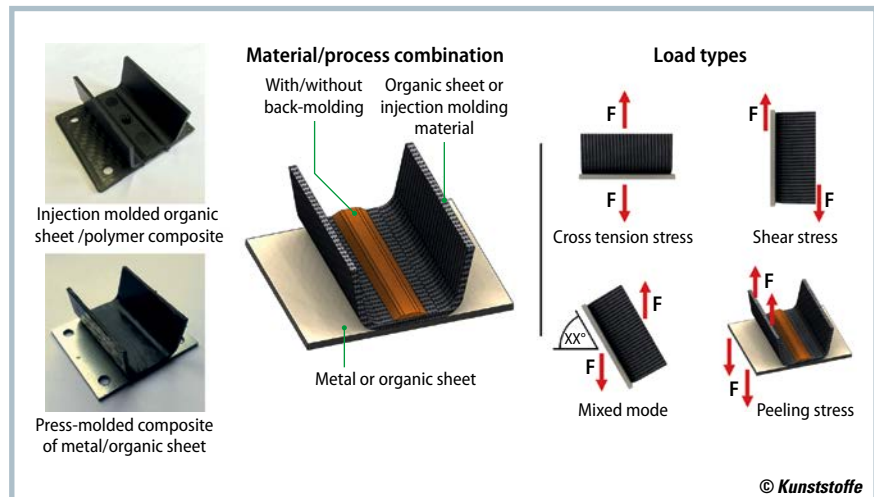 Material/process combination
With/without
back-molding
Organic sheet or
injection molding
material
Metal or organic sheet
Injection molded organic
sheet /polymer composite
Press-molded composite
of metal/organic sheet
Load types
F
F
Cross tension stress
F
F
Shear stress
XX°
F
F
Mixed mode
F
F
Peeling stress
© Kunststoffe